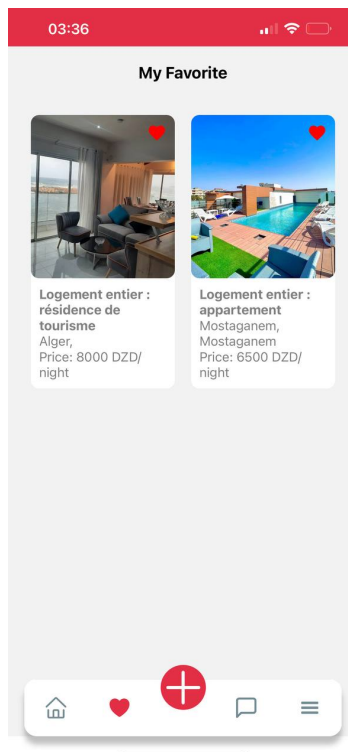 03:36
My Favorite
Logement entier :
résidence de
tourisme
Alger,
Price: 8000 DZD/
night
Logement entier :
appartement
Mostaganem,
Mostaganem
Price: 6500 DZD/
night